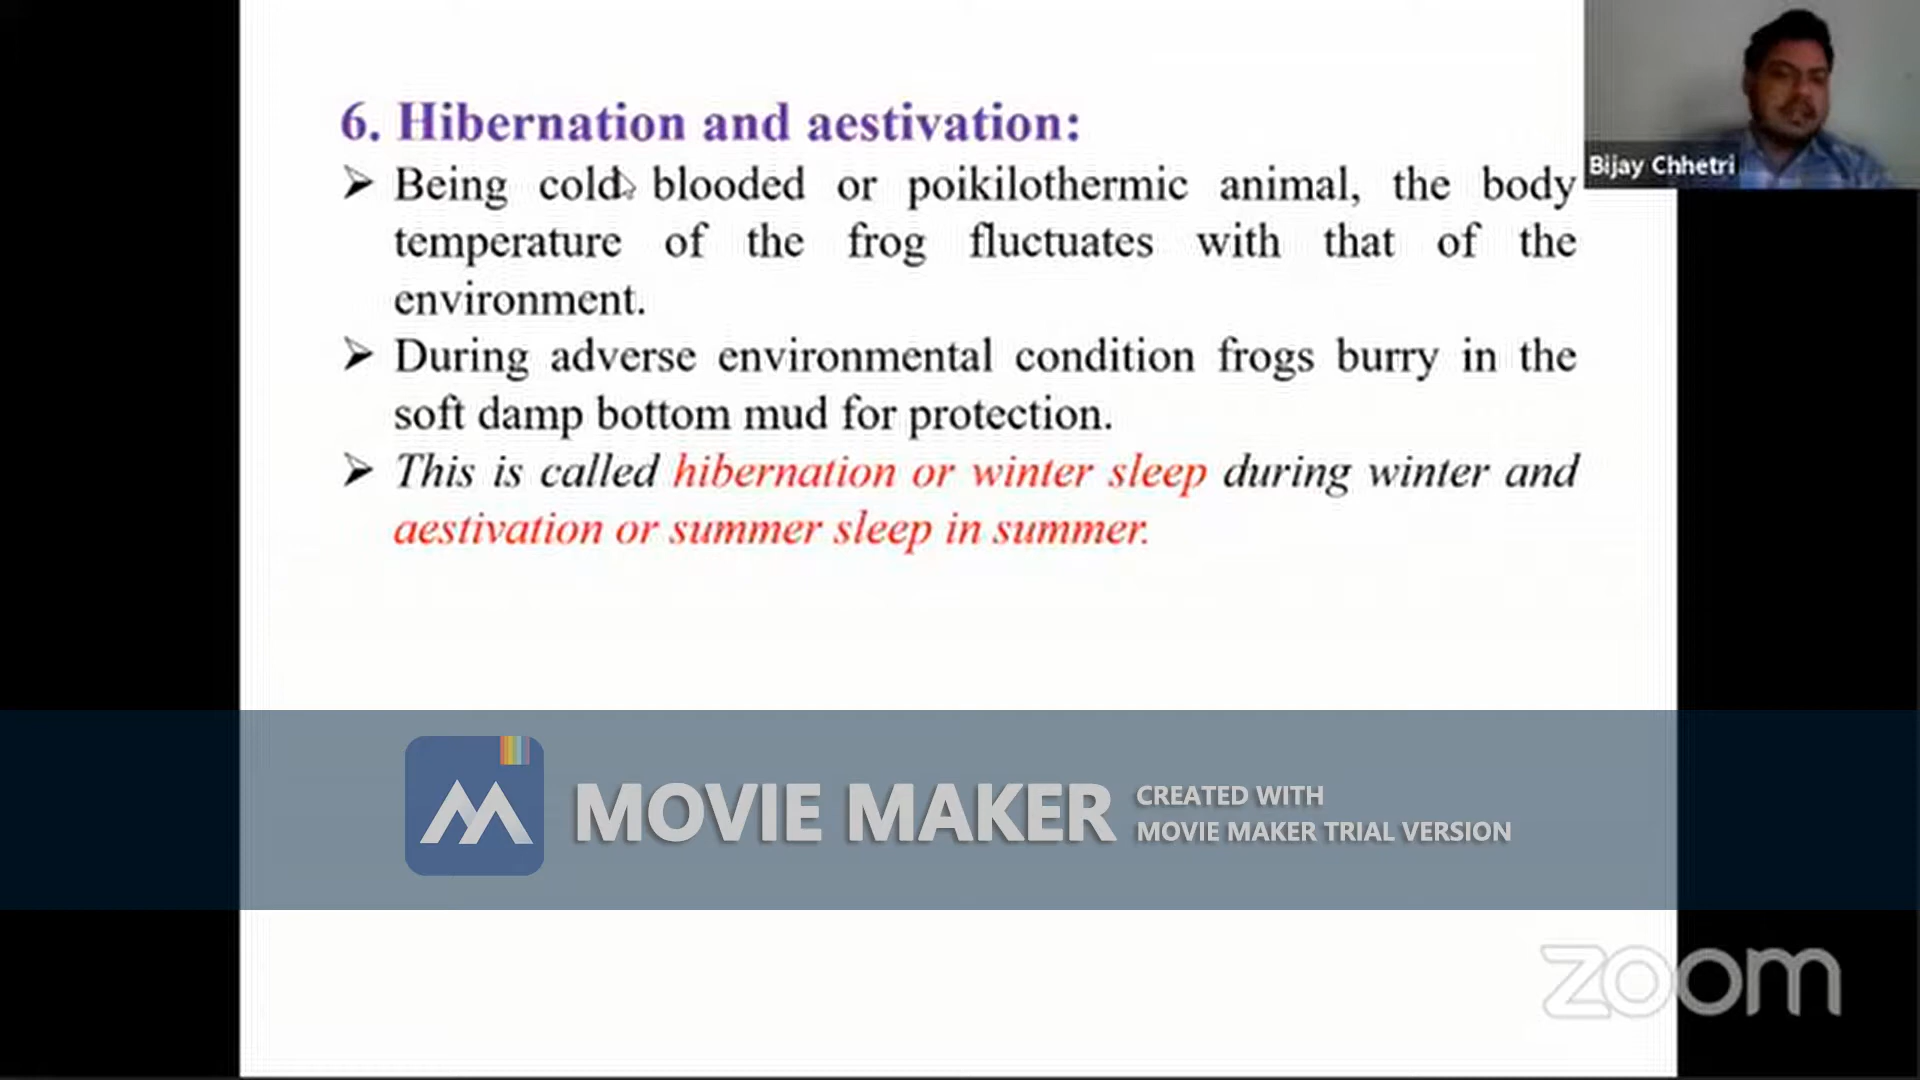 6. Hibernation and aestivation:
Being cold blooded or poikilothermic animal, the body
temperature of the frog fluctuates with that of the
environment.
During adverse environmental condition frogs burry in the
soft damp bottom mud for protection.
This is called hibernation or winter sleep during winter and
aestivation or summer sleep in summer.
Bijay Chhetri
MOVIE MAKER
CREATED WITH
MOVIE MAKER TRIAL VERSION
zoom